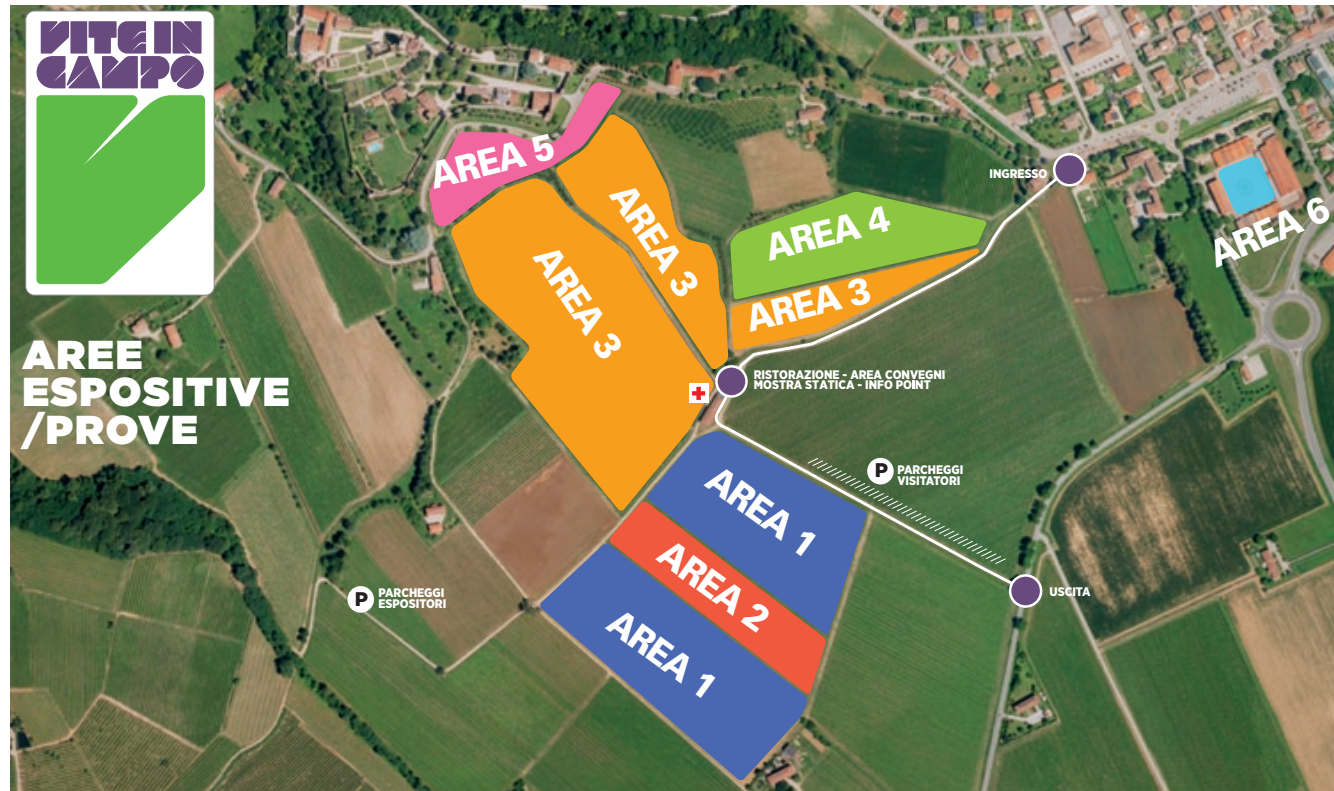 VITE IN
CAMPO
AREE
ESPOSITIVE
/PROVE
AREA 5
AREA 3
AREA 3
AREA 4
AREA 3
INGRESSO
AREA 6
RISTORAZIONE - AREA CONVEGNI
MOSTRA STATICA - INFO POINT
P
PARCHEGGI
VISITATORI
AREA 1
AREA 2
AREA 1
USCITA
P
PARCHEGGI
ESPOSITORI